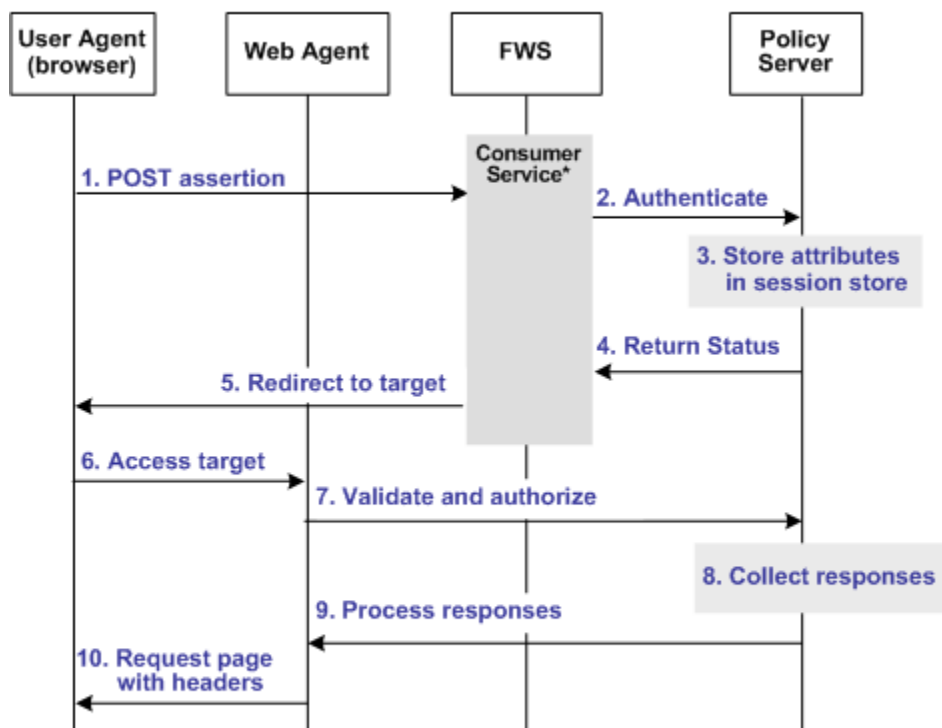 User Agent
(browser)
Web Agent
FWS
Policy
Server
Consumer
Service*
1. POST assertion
2. Authenticate
3. Store attributes
in session store
4. Return Status
5. Redirect to target
6. Access target
7. Validate and authorize
8. Collect responses
9. Process responses
10. Request page
with headers